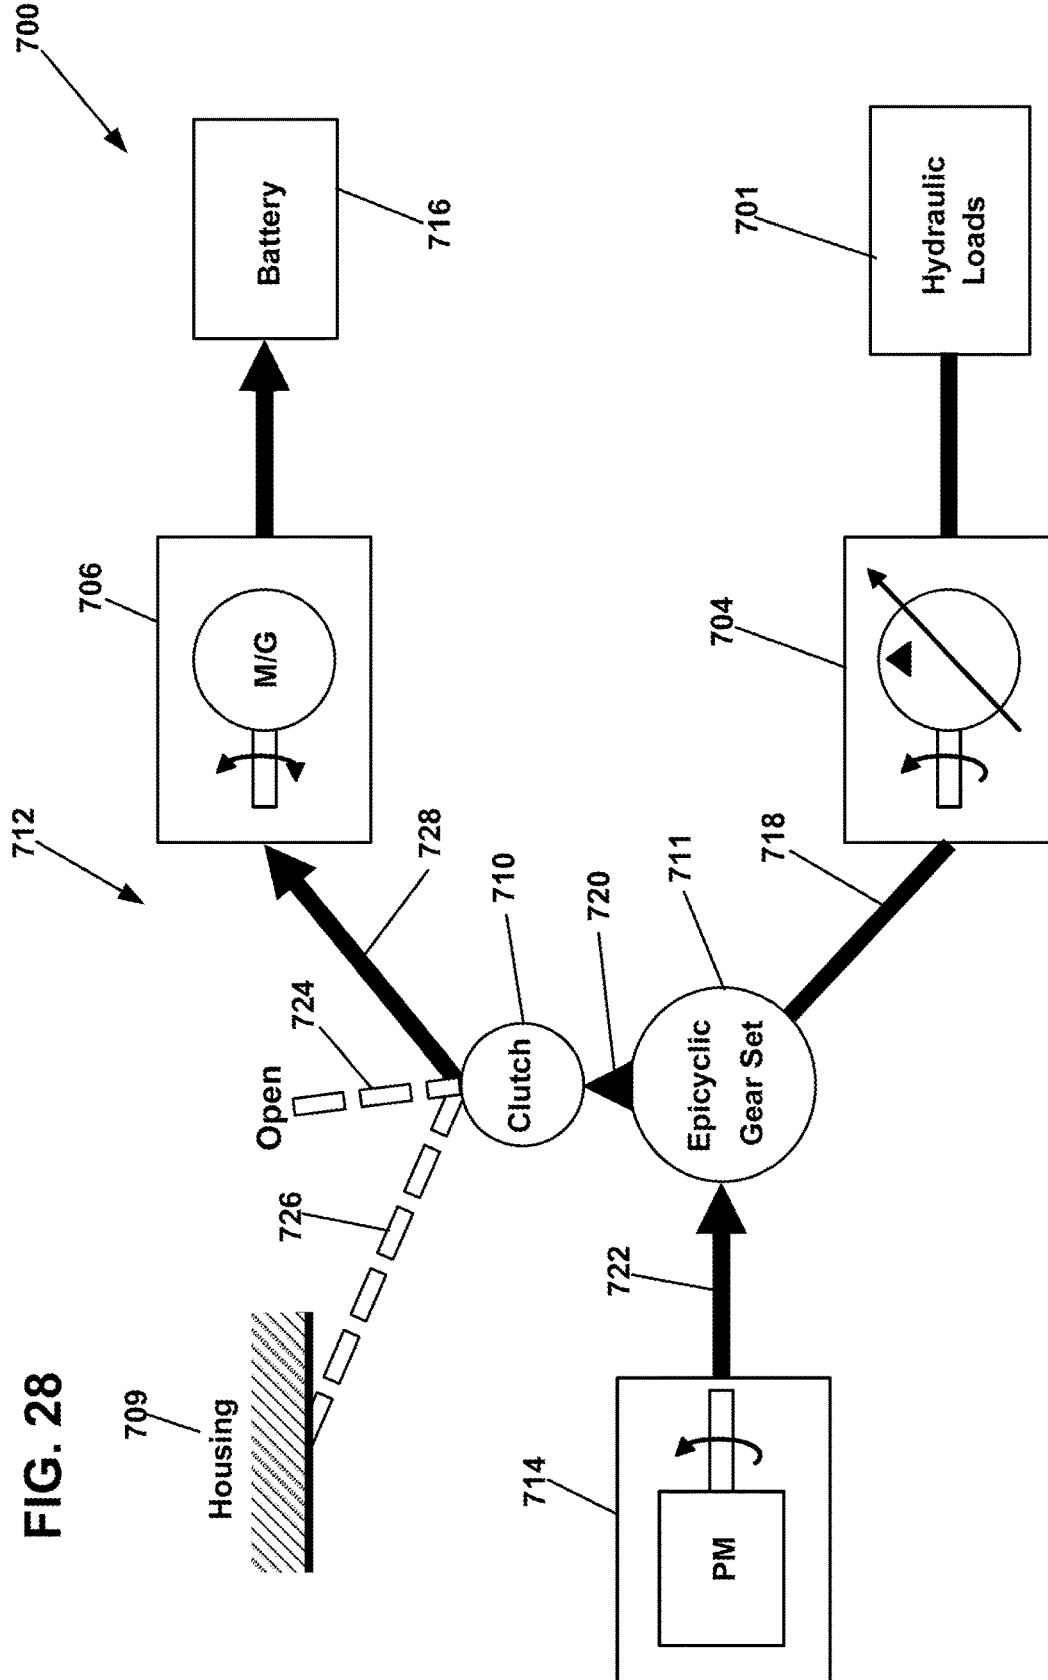 FIG. 28
712
700
709
706
Housing
Open
M/G
Battery
726
724
728
716
710
Clutch
714
722
720
711
PM
Epicyclic
Gear Set
718
704
701
Hydraulic
Loads